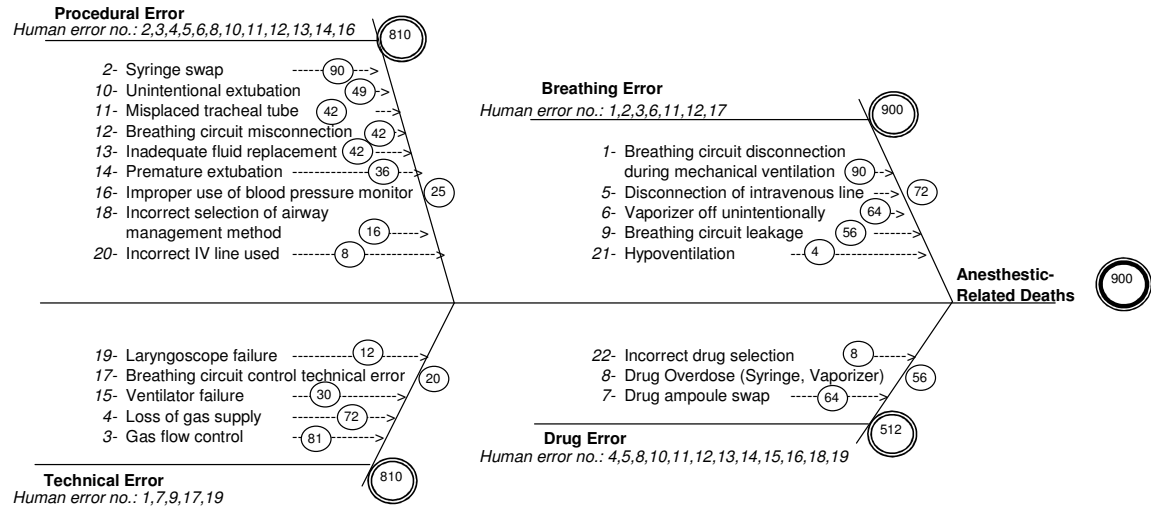 Procedural Error
Human error no.: 2,3,4,5,6,8,10,11,12,13,14,16
810
2- Syringe swap 90
10- Unintentional extubation 49
11- Misplaced tracheal tube 42
12- Breathing circuit misconnection 42
13- Inadequate fluid replacement 42
14- Premature extubation 36
16- Improper use of blood pressure monitor 25
18- Incorrect selection of airway
management method 16
20- Incorrect IV line used 8
Breathing Error
Human error no.: 1,2,3,6,11,12,17
900
1- Breathing circuit disconnection
during mechanical ventilation 90
5- Disconnection of intravenous line 72
6- Vaporizer off unintentionally 64
9- Breathing circuit leakage 56
21- Hypoventilation 4
Anesthestic-
Related Deaths
900
19- Laryngoscope failure 12
17- Breathing circuit control technical error 20
15- Ventilator failure 30
4- Loss of gas supply 72
3- Gas flow control 81
Technical Error
Human error no.: 1,7,9,17,19
810
22- Incorrect drug selection 8
8- Drug Overdose (Syringe, Vaporizer) 56
7- Drug ampoule swap 64
Drug Error
Human error no.: 4,5,8,10,11,12,13,14,15,16,18,19
512